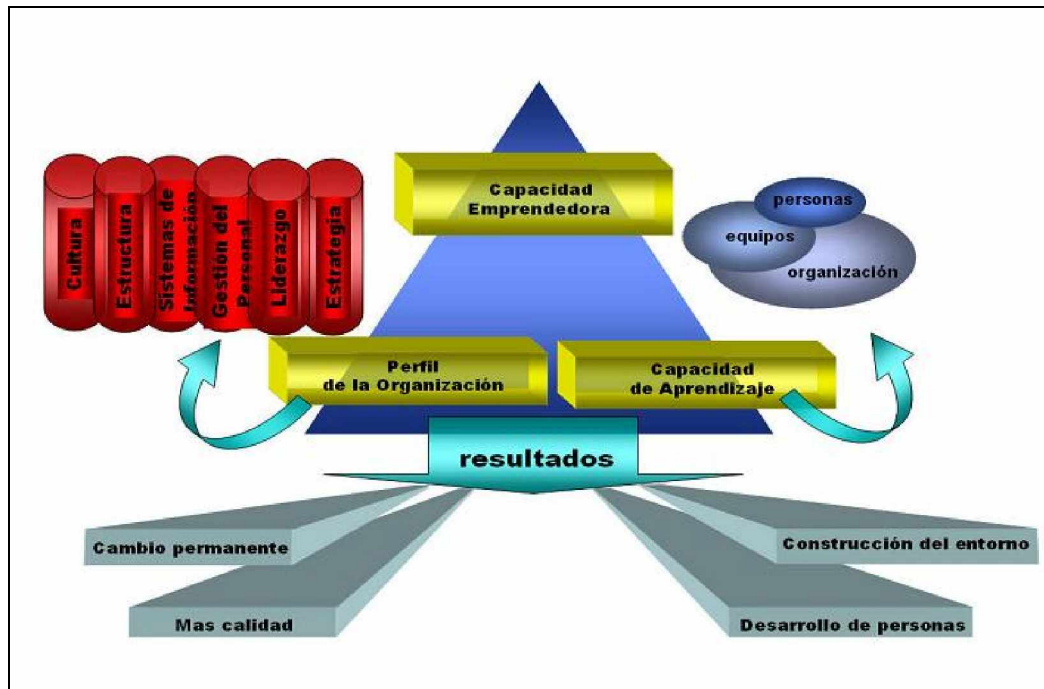 Capacidad
Emprendedora
Cultura
Estructura
Sistemas de
Información
Gestión del
Personal
Liderazgo
Estrategia
personas
equipos
organización
Perfil
de la Organización
Capacidad
de Aprendizaje
resultados
Cambio permanente
Construcción del entorno
Mas calidad
Desarrollo de personas